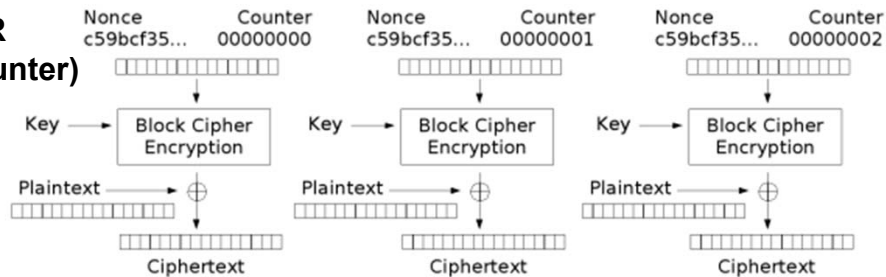 R
unter)
Nonce Counter
c59bcf35... 00000000
Key
Block Cipher
Encryption
Plaintext
Ciphertext
Nonce Counter
c59bcf35... 00000001
Key
Block Cipher
Encryption
Plaintext
Ciphertext
Nonce Counter
c59bcf35... 00000002
Key
Block Cipher
Encryption
Plaintext
Ciphertext